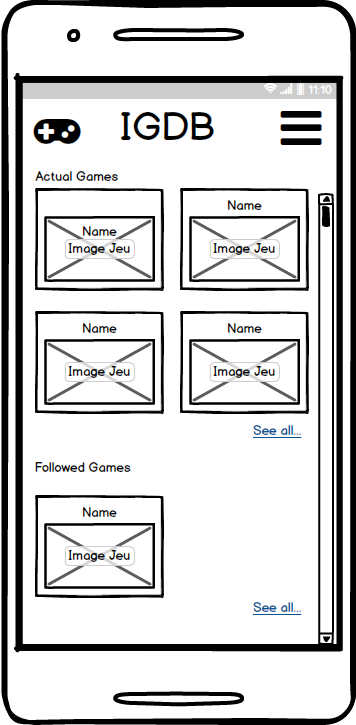 11:10
IGDB
Actual Games
Name
Image Jeu
Name
Image Jeu
Name
Image Jeu
Name
Image Jeu
See all...
Followed Games
Name
Image Jeu
See all...